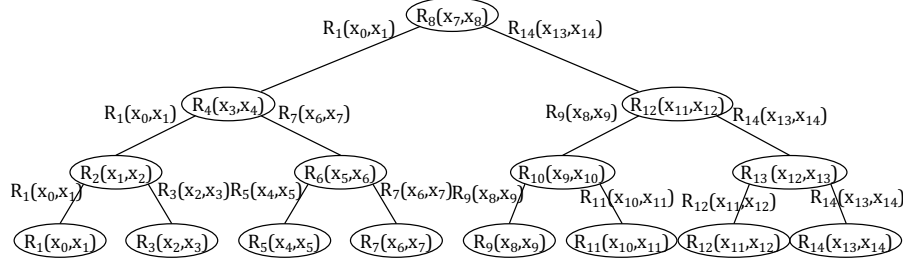 R₈(x₇,x₈)
R₁(x₀,x₁) R₁₄(x₁₃,x₁₄)
R₄(x₃,x₄) R₁₂(x₁₁,x₁₂)
R₁(x₀,x₁) R₇(x₆,x₇) R₉(x₈,x₉) R₁₄(x₁₃,x₁₄)
R₂(x₁,x₂) R₆(x₅,x₆) R₁₀(x₉,x₁₀) R₁₃(x₁₂,x₁₃)
R₁(x₀,x₁) R₃(x₂,x₃) R₅(x₄,x₅) R₇(x₆,x₇) R₉(x₈,x₉) R₁₁(x₁₀,x₁₁) R₁₂(x₁₁,x₁₂) R₁₄(x₁₃,x₁₄)
R₁(x₀,x₁) R₃(x₂,x₃) R₅(x₄,x₅) R₇(x₆,x₇) R₉(x₈,x₉) R₁₁(x₁₀,x₁₁) R₁₂(x₁₁,x₁₂) R₁₄(x₁₃,x₁₄)